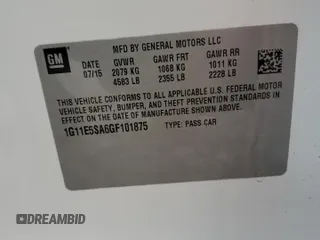 GM
MFD BY GENERAL MOTORS LLC
DATE GVWR GAWR FRT GAWR RR
07/15 2079 KG 1068 KG 1011 KG
4583 LB 2355 LB 2228 LB
THIS VEHICLE CONFORMS TO ALL APPLICABLE U.S. FEDERAL MOTOR
VEHICLE SAFETY, BUMPER, AND THEFT PREVENTION STANDARDS
IN EFFECT ON THE DATE OF MANUFACTURE SHOWN ABOVE.
1G11E5SA6GF101875
TYPE: PASS CAR
DREAMBID